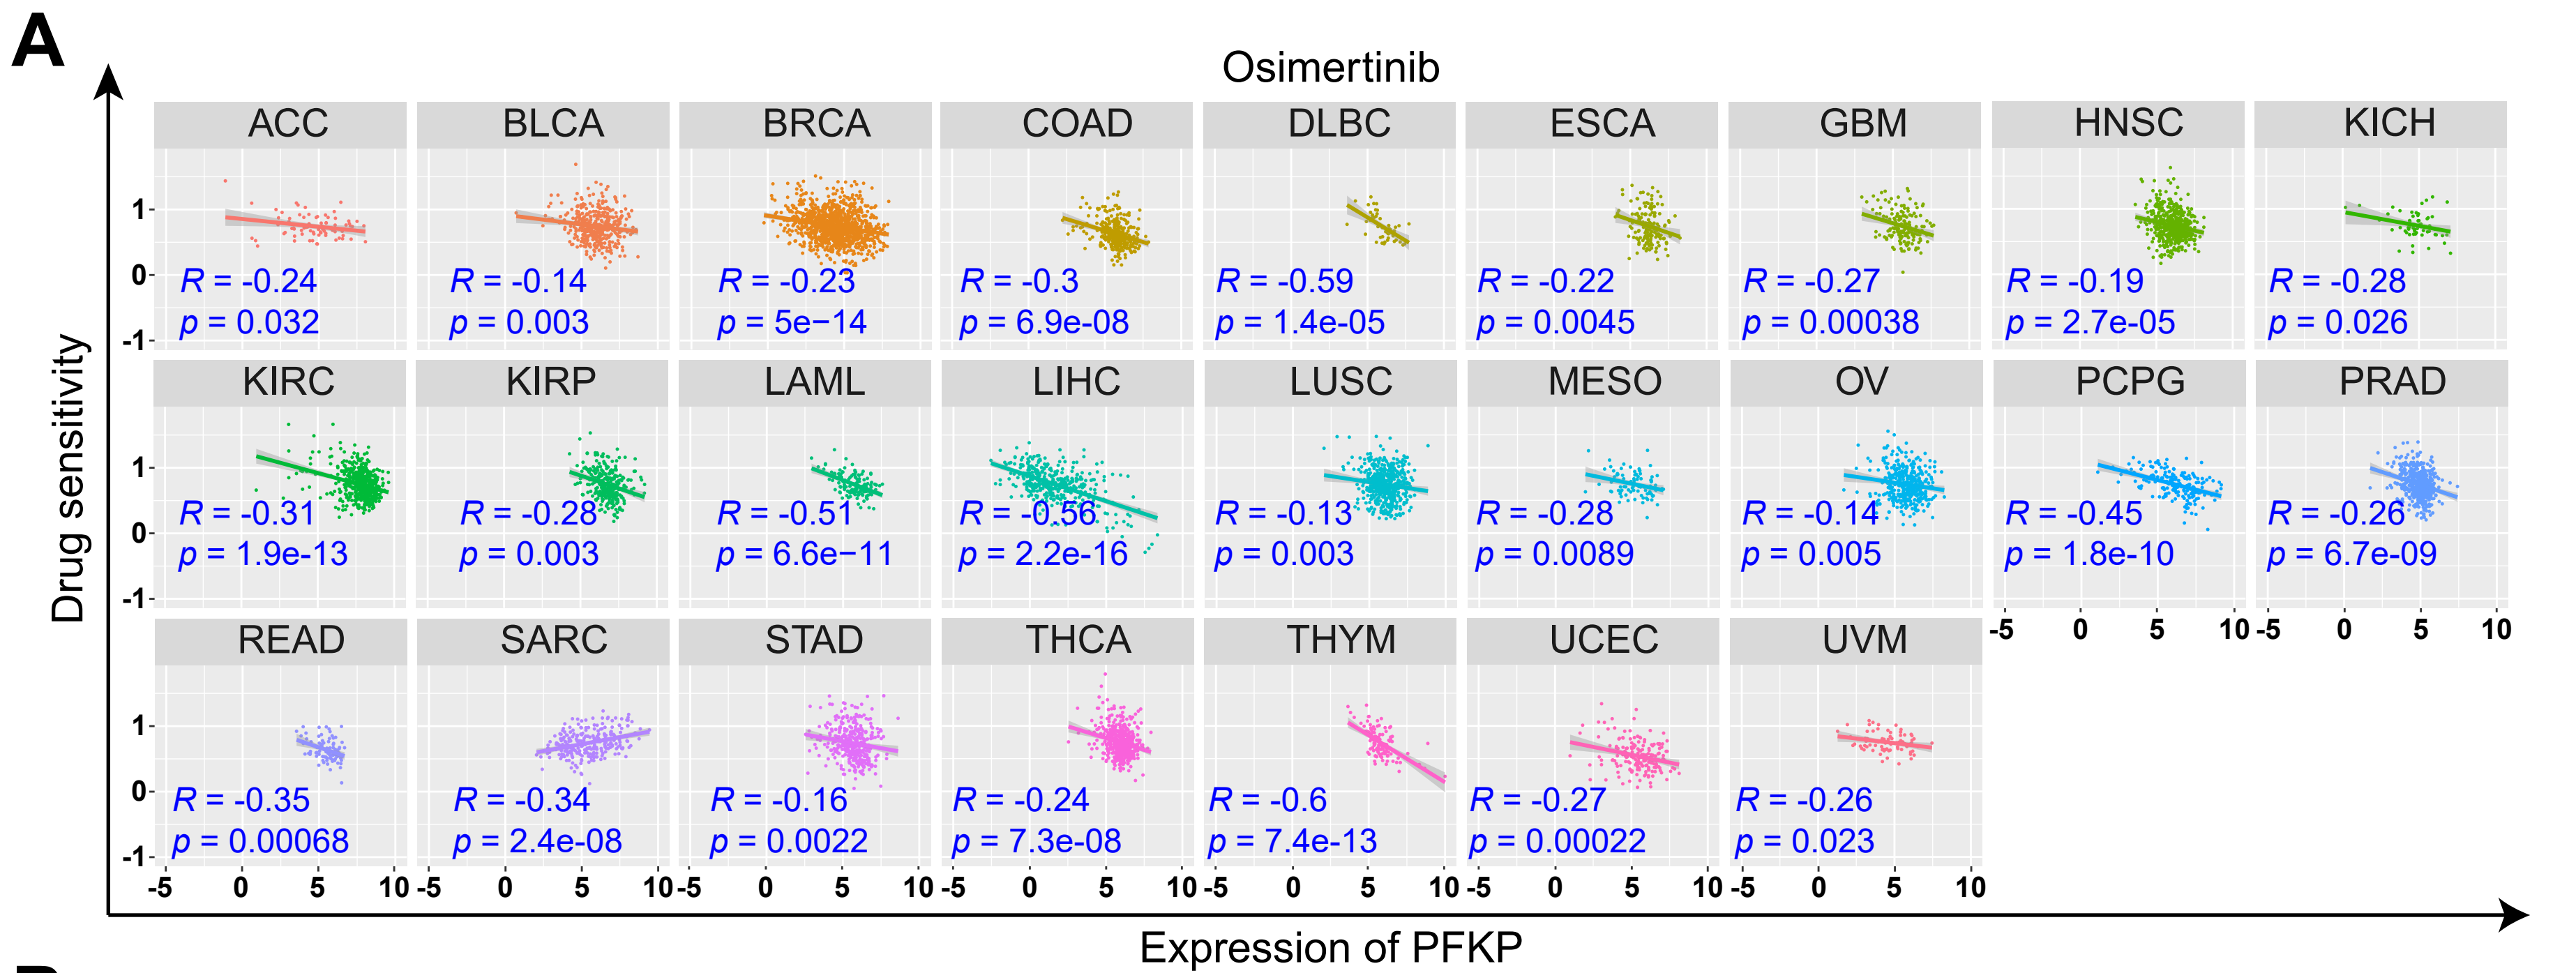 A
Osimertinib
ACC BLCA BRCA COAD DLBC ESCA GBM HNSC KICH
1
0
-1
R = -0.24 R = -0.14 R = -0.23 R = -0.3 R = -0.59 R = -0.22 R = -0.27 R = -0.19 R = -0.28
p = 0.032 p = 0.003 p = 5e−14 p = 6.9e-08 p = 1.4e-05 p = 0.0045 p = 0.00038 p = 2.7e-05 p = 0.026
KIRC KIRP LAML LIHC LUSC MESO OV PCPG PRAD
1
0
-1
R = -0.31 R = -0.28 R = -0.51 R = -0.56 R = -0.13 R = -0.28 R = -0.14 R = -0.45 R = -0.26
p = 1.9e-13 p = 0.003 p = 6.6e−11 p = 2.2e-16 p = 0.003 p = 0.0089 p = 0.005 p = 1.8e-10 p = 6.7e-09
-5 0 5 10 -5 0 5 10
READ SARC STAD THCA THYM UCEC UVM
1
0
-1
R = -0.35 R = -0.34 R = -0.16 R = -0.24 R = -0.6 R = -0.27 R = -0.26
p = 0.00068 p = 2.4e-08 p = 0.0022 p = 7.3e-08 p = 7.4e-13 p = 0.00022 p = 0.023
-5 0 5 10 -5 0 5 10 -5 0 5 10 -5 0 5 10 -5 0 5 10 -5 0 5 10 -5 0 5 10
Drug sensitivity
Expression of PFKP